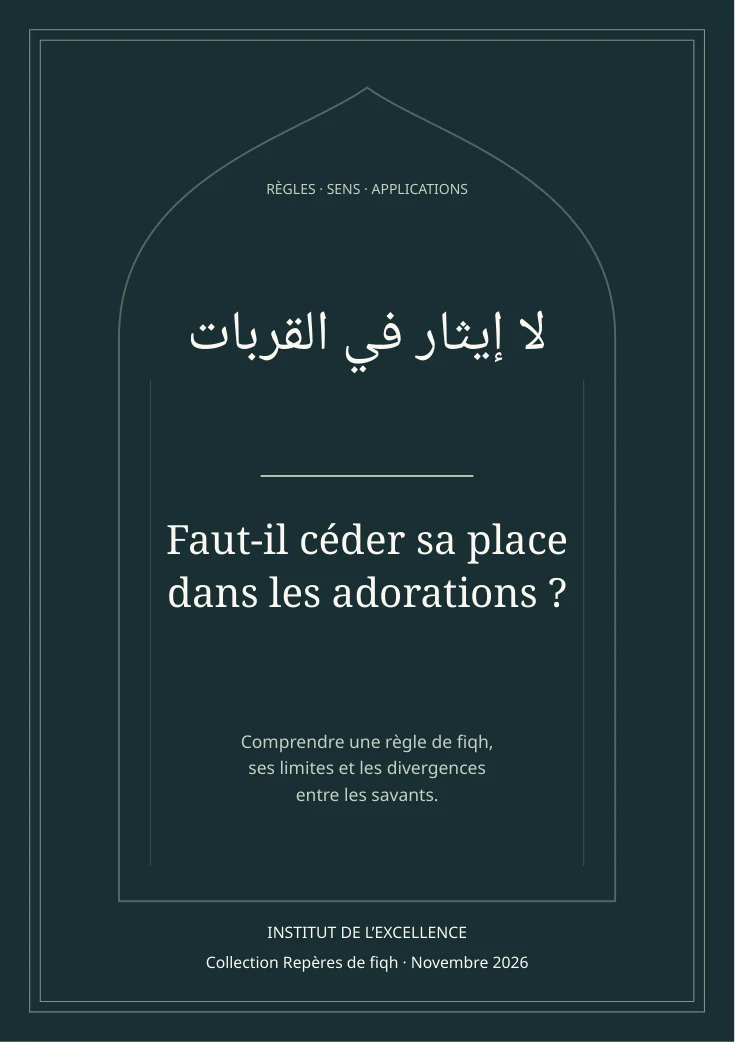 RÈGLES · SENS · APPLICATIONS
لا إيثار في القربات
Faut-il céder sa place
dans les adorations ?
Comprendre une règle de fiqh,
ses limites et les divergences
entre les savants.
INSTITUT DE L’EXCELLENCE
Collection Repères de fiqh · Novembre 2026